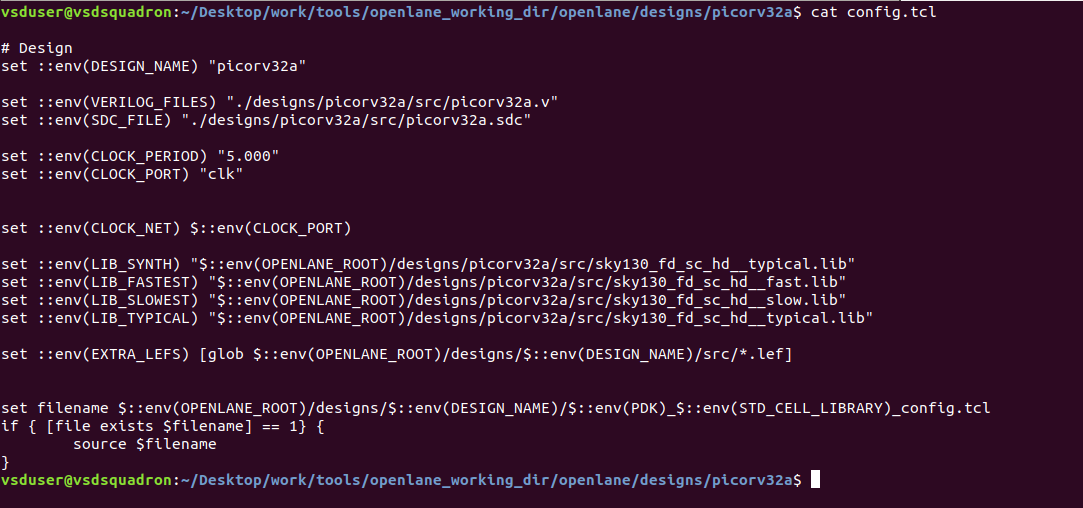 vsduser@vsdsquadron:~/Desktop/work/tools/openlane_working_dir/openlane/designs/picorv32a$ cat config.tcl
# Design
set ::env(DESIGN_NAME) "picorv32a"
set ::env(VERILOG_FILES) "./designs/picorv32a/src/picorv32a.v"
set ::env(SDC_FILE) "./designs/picorv32a/src/picorv32a.sdc"
set ::env(CLOCK_PERIOD) "5.000"
set ::env(CLOCK_PORT) "clk"
set ::env(CLOCK_NET) $::env(CLOCK_PORT)
set ::env(LIB_SYNTH) "$::env(OPENLANE_ROOT)/designs/picorv32a/src/sky130_fd_sc_hd__typical.lib"
set ::env(LIB_FASTEST) "$::env(OPENLANE_ROOT)/designs/picorv32a/src/sky130_fd_sc_hd__fast.lib"
set ::env(LIB_SLOWEST) "$::env(OPENLANE_ROOT)/designs/picorv32a/src/sky130_fd_sc_hd__slow.lib"
set ::env(LIB_TYPICAL) "$::env(OPENLANE_ROOT)/designs/picorv32a/src/sky130_fd_sc_hd__typical.lib"
set ::env(EXTRA_LEFS) [glob $::env(OPENLANE_ROOT)/designs/$::env(DESIGN_NAME)/src/*.lef]
set filename $::env(OPENLANE_ROOT)/designs/$::env(DESIGN_NAME)/$::env(PDK)_$::env(STD_CELL_LIBRARY)_config.tcl
if { [file exists $filename] == 1} {
        source $filename
}
vsduser@vsdsquadron:~/Desktop/work/tools/openlane_working_dir/openlane/designs/picorv32a$